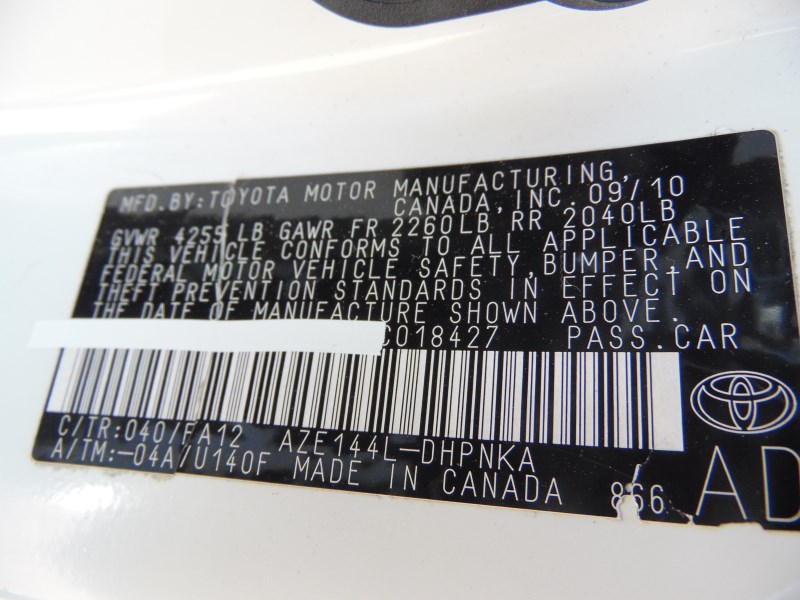 MFD.BY:TOYOTA MOTOR MANUFACTURING,
CANADA,INC.09/10
GVWR 4255 LB GAWR FR 2260LB RR 2040LB
THIS VEHICLE CONFORMS TO ALL APPLICABLE
FEDERAL MOTOR VEHICLE SAFETY,BUMPER,AND
THEFT PREVENTION STANDARDS IN EFFECT ON
THE DATE OF MANUFACTURE SHOWN ABOVE.
C018427 PASS.CAR
C/TR:040/FA12 AZE144L-DHPNKA
A/TM:-04A/U140F MADE IN CANADA 866 AD